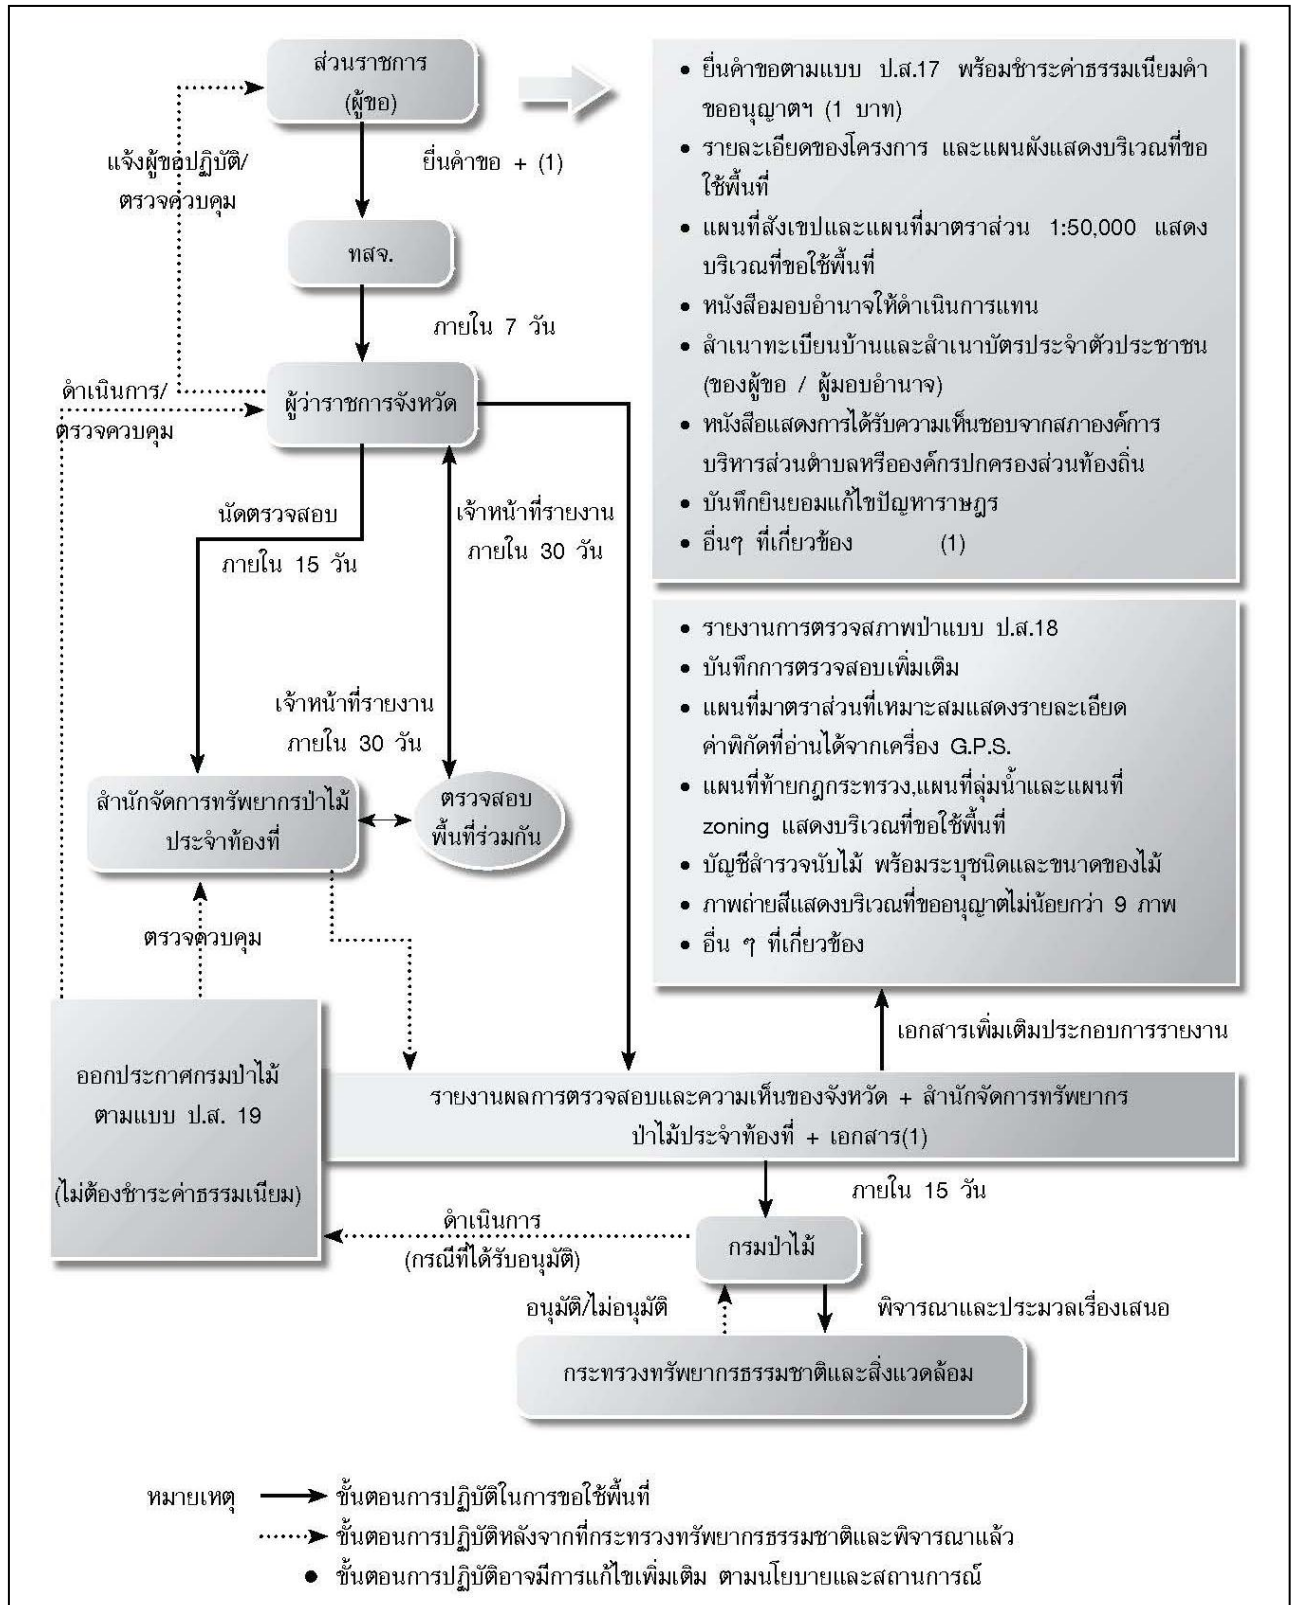 ส่วนราชการ
(ผู้ขอ)
ยื่นคำขอ + (1)
แจ้งผู้ขอปฏิบัติ/
ตรวจควบคุม
ทสจ.
ภายใน 7 วัน
ดำเนินการ/
ตรวจควบคุม
ผู้ว่าราชการจังหวัด
นัดตรวจสอบ
ภายใน 15 วัน
เจ้าหน้าที่รายงาน
ภายใน 30 วัน
เจ้าหน้าที่รายงาน
ภายใน 30 วัน
สำนักจัดการทรัพยากรป่าไม้
ประจำท้องที่
ตรวจสอบ
พื้นที่ร่วมกัน
ตรวจควบคุม
• ยื่นคำขอตามแบบ ป.ส.17 พร้อมชำระค่าธรรมเนียมคำ
ขออนุญาตฯ (1 บาท)
• รายละเอียดของโครงการ และแผนผังแสดงบริเวณที่ขอ
ใช้พื้นที่
• แผนที่สังเขปและแผนที่มาตราส่วน 1:50,000 แสดง
บริเวณที่ขอใช้พื้นที่
• หนังสือมอบอำนาจให้ดำเนินการแทน
• สำเนาทะเบียนบ้านและสำเนาบัตรประจำตัวประชาชน
(ของผู้ขอ / ผู้มอบอำนาจ)
• หนังสือแสดงการได้รับความเห็นชอบจากสภาองค์การ
บริหารส่วนตำบลหรือองค์กรปกครองส่วนท้องถิ่น
• บันทึกยินยอมแก้ไขปัญหาราษฎร
• อื่นๆ ที่เกี่ยวข้อง (1)
• รายงานการตรวจสภาพป่าแบบ ป.ส.18
• บันทึกการตรวจสอบเพิ่มเติม
• แผนที่มาตราส่วนที่เหมาะสมแสดงรายละเอียด
ค่าพิกัดที่อ่านได้จากเครื่อง G.P.S.
• แผนที่ท้ายกฎกระทรวง,แผนที่ลุ่มน้ำและแผนที่
zoning แสดงบริเวณที่ขอใช้พื้นที่
• บัญชีสำรวจนับไม้ พร้อมระบุชนิดและขนาดของไม้
• ภาพถ่ายสีแสดงบริเวณที่ขออนุญาตไม่น้อยกว่า 9 ภาพ
• อื่น ๆ ที่เกี่ยวข้อง
เอกสารเพิ่มเติมประกอบการรายงาน
ออกประกาศกรมป่าไม้
ตามแบบ ป.ส. 19
(ไม่ต้องชำระค่าธรรมเนียม)
รายงานผลการตรวจสอบและความเห็นของจังหวัด + สำนักจัดการทรัพยากร
ป่าไม้ประจำท้องที่ + เอกสาร(1)
ภายใน 15 วัน
ดำเนินการ
(กรณีที่ได้รับอนุมัติ)
กรมป่าไม้
อนุมัติ/ไม่อนุมัติ
พิจารณาและประมวลเรื่องเสนอ
กระทรวงทรัพยากรธรรมชาติและสิ่งแวดล้อม
หมายเหตุ ขั้นตอนการปฏิบัติในการขอใช้พื้นที่
ขั้นตอนการปฏิบัติหลังจากที่กระทรวงทรัพยากรธรรมชาติและพิจารณาแล้ว
• ขั้นตอนการปฏิบัติอาจมีการแก้ไขเพิ่มเติม ตามนโยบายและสถานการณ์